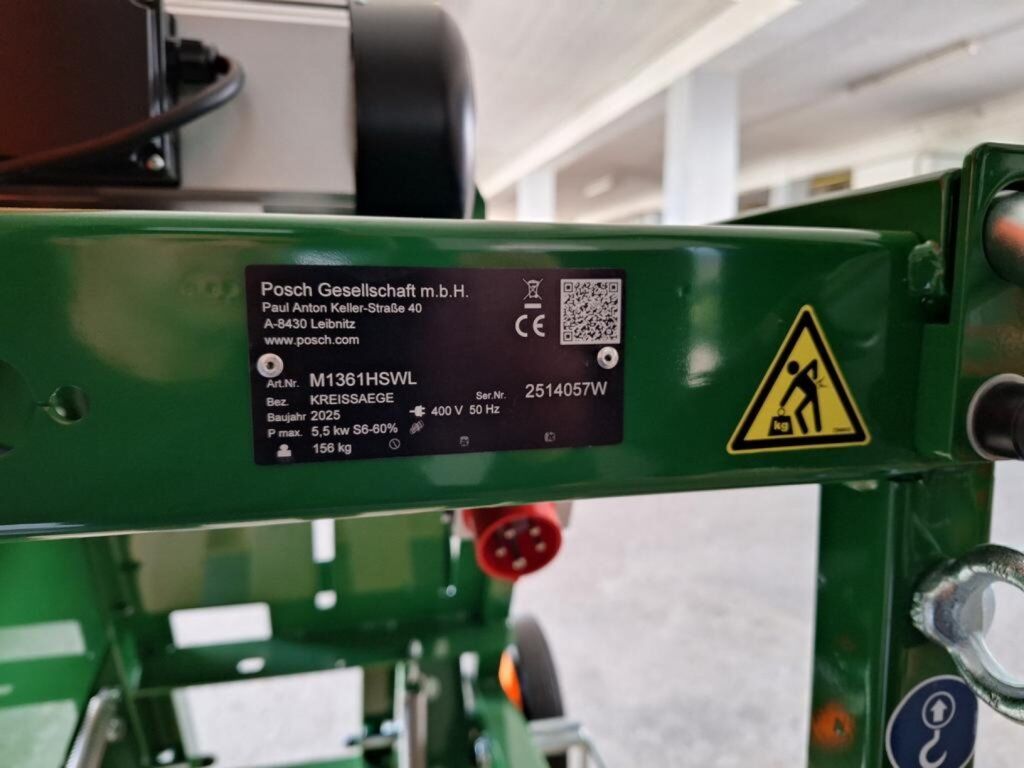 Posch Gesellschaft m.b.H.
Paul Anton Keller-Straße 40
A-8430 Leibnitz
www.posch.com
CE
Art.Nr. M1361HSWL
Bez. KREISSAEGE Ser.Nr. 2514057W
Baujahr 2025 400 V 50 Hz
P max. 5,5 kw S6-60%
156 kg
kg